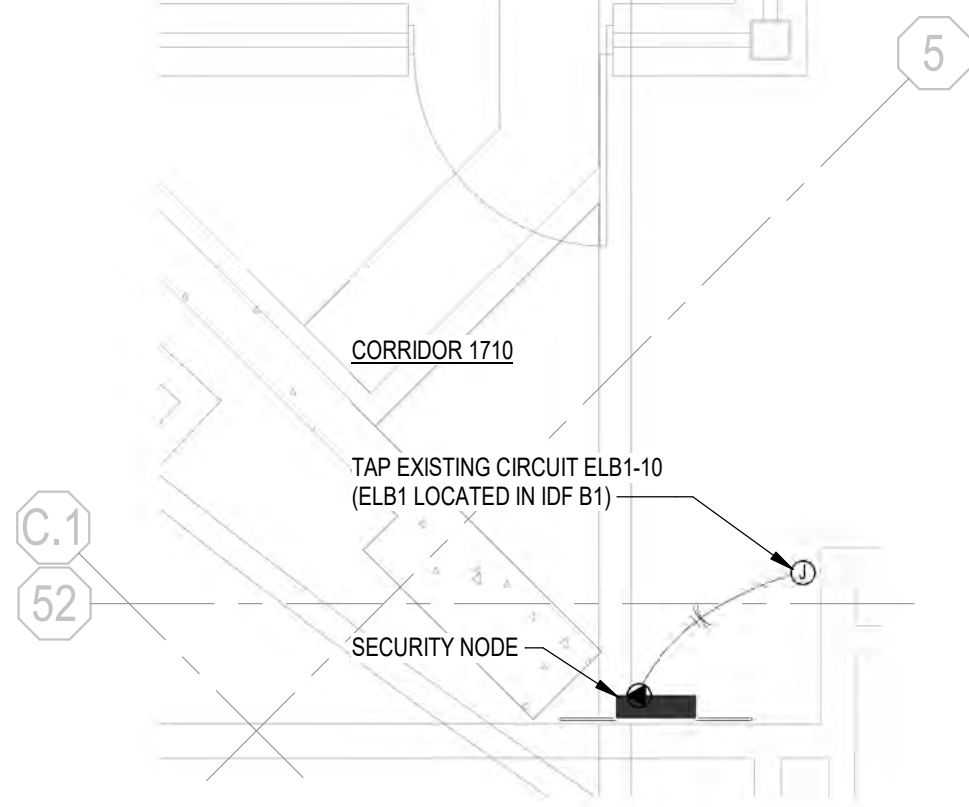 5
CORRIDOR 1710
TAP EXISTING CIRCUIT ELB1-10
(ELB1 LOCATED IN IDF B1)
C.1
J
52
SECURITY NODE